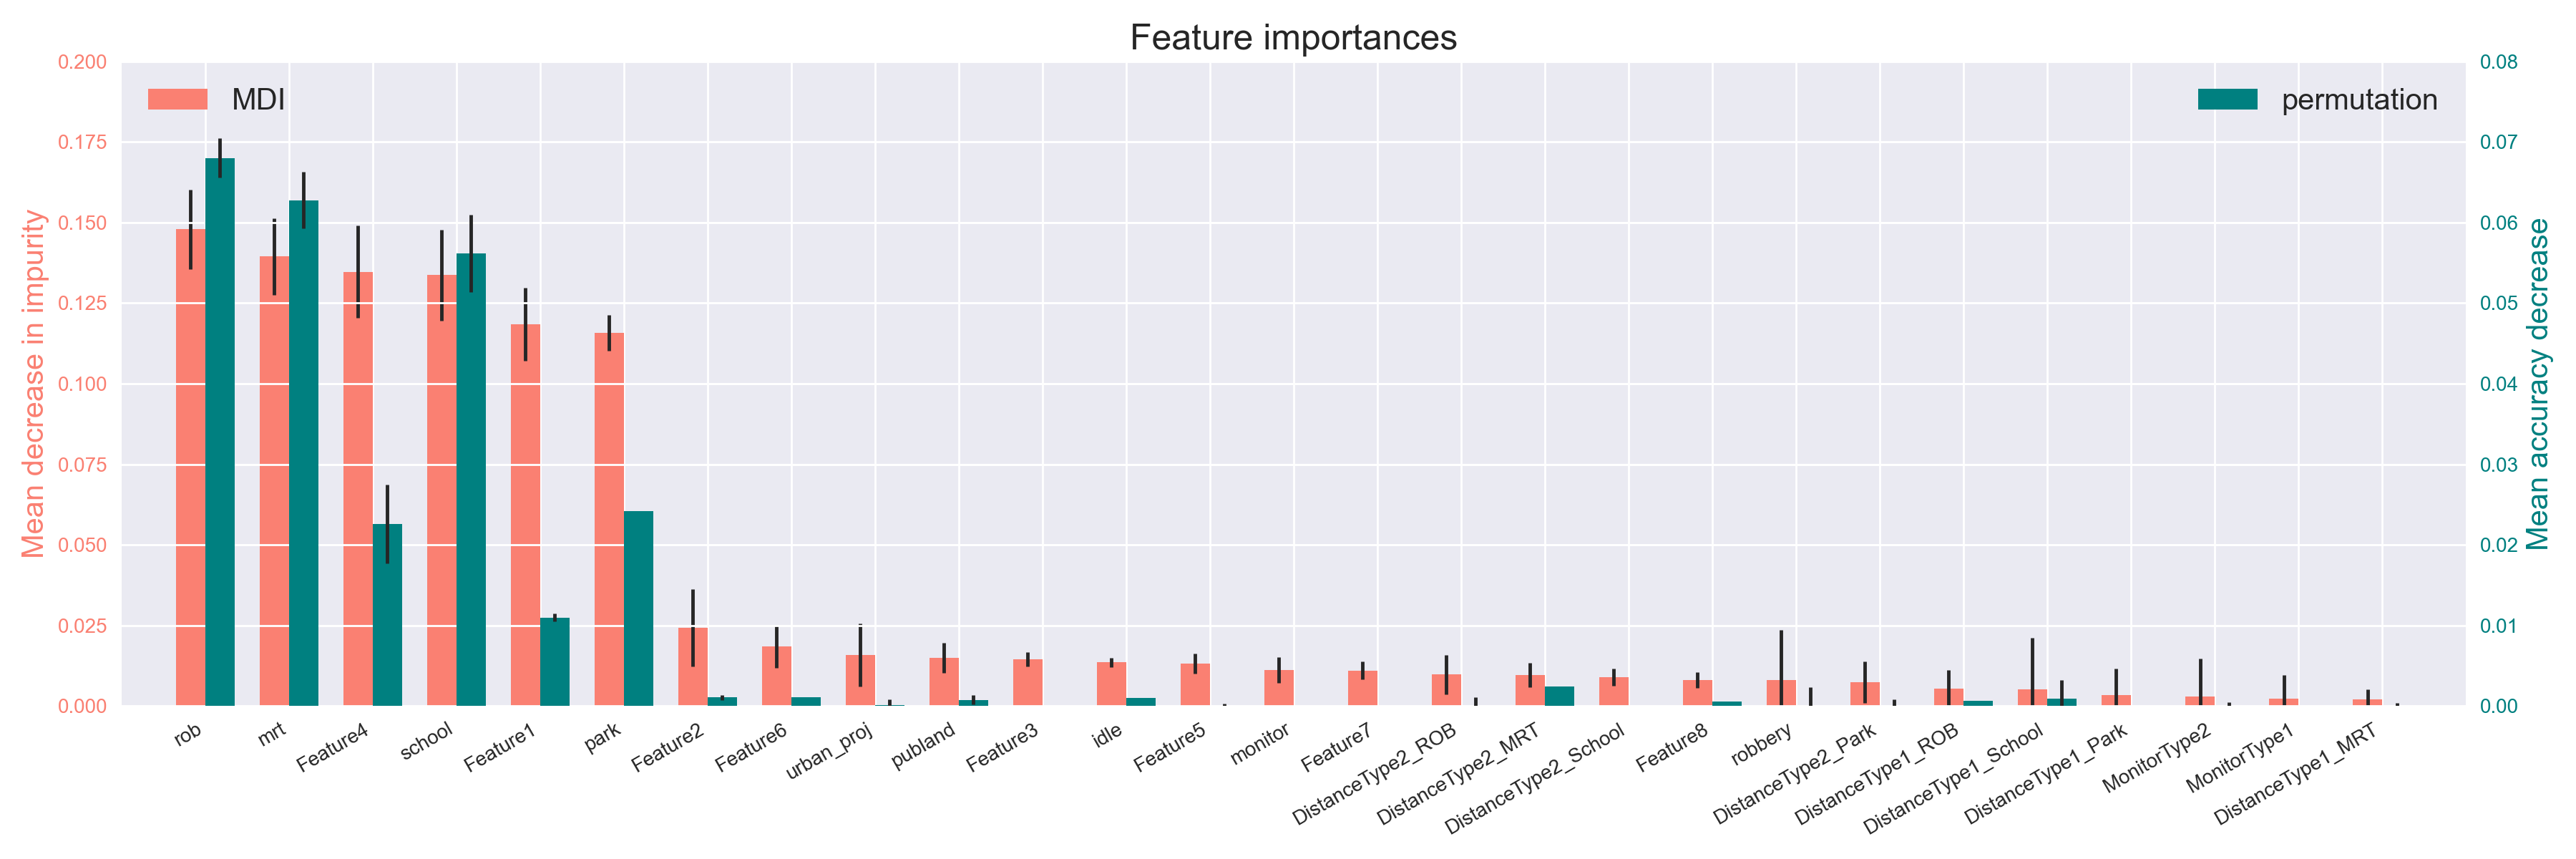 Feature importances
MDI
permutation
Mean decrease in impurity
0.200
0.175
0.150
0.125
0.100
0.075
0.050
0.025
0.000
0.08
0.07
0.06
0.05
0.04
0.03
0.02
0.01
0.00
Mean accuracy decrease
rob
mrt
Feature4
school
Feature1
park
Feature2
Feature6
urban_proj
publand
Feature3
idle
Feature5
monitor
Feature7
DistanceType2_ROB
DistanceType2_MRT
DistanceType2_School
Feature8
robbery
DistanceType2_Park
DistanceType1_ROB
DistanceType1_School
DistanceType1_Park
MonitorType2
MonitorType1
DistanceType1_MRT